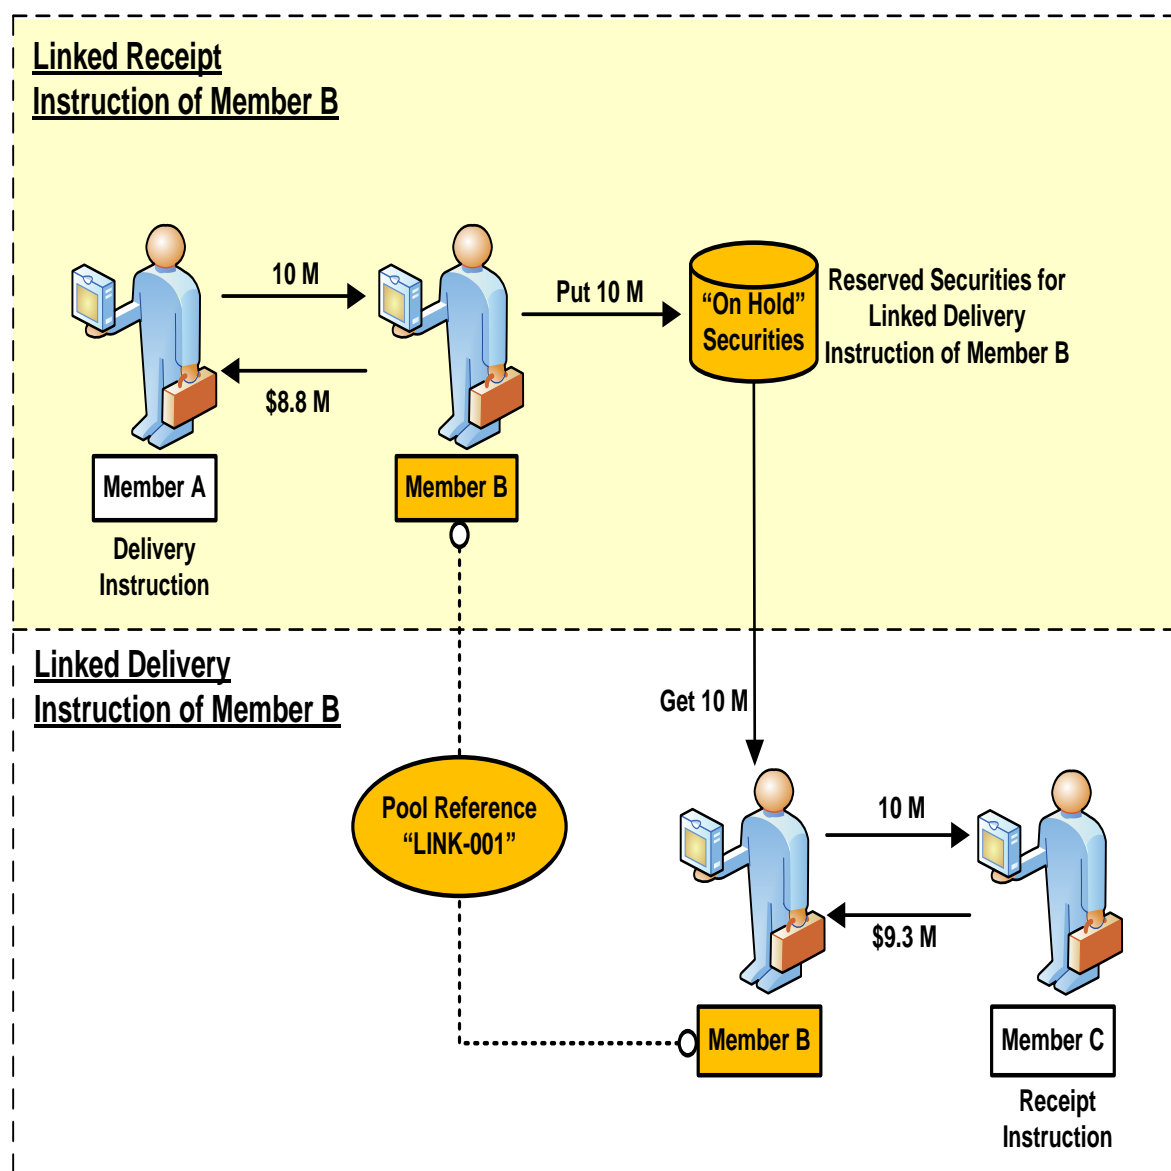 Linked Receipt
Instruction of Member B
10 M
$8.8 M
Put 10 M
“On Hold”
Securities
Reserved Securities for
Linked Delivery
Instruction of Member B
Member A
Member B
Delivery
Instruction
Linked Delivery
Instruction of Member B
Get 10 M
Pool Reference
“LINK-001”
10 M
$9.3 M
Member B
Member C
Receipt
Instruction